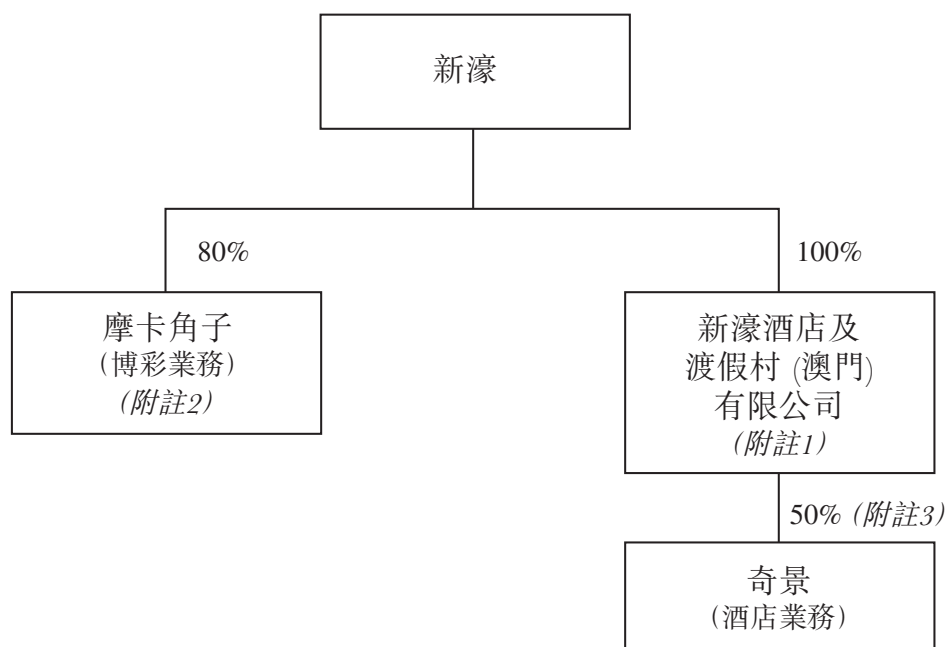 新濠
80%
100%
摩卡角子
(博彩業務)
(附註2)
新濠酒店及
渡假村 (澳門)
有限公司
(附註1)
50% (附註3)
奇景
(酒店業務)